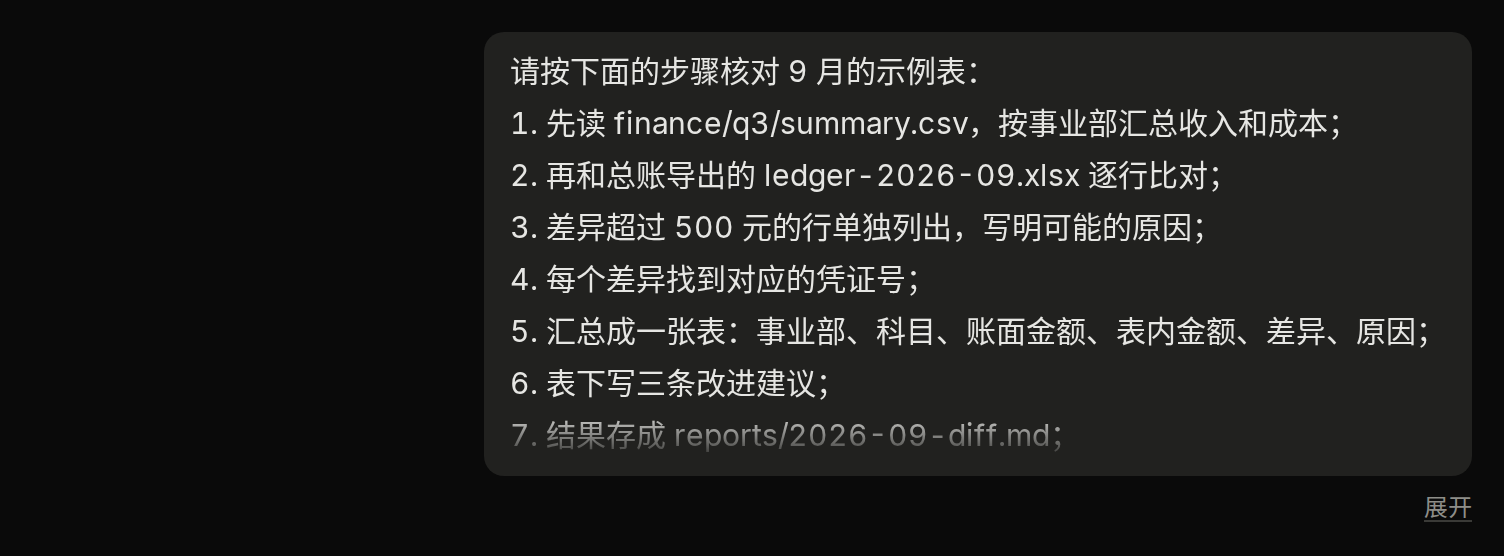 请按下面的步骤核对 9 月的示例表：
1. 先读 finance/q3/summary.csv，按事业部汇总收入和成本；
2. 再和总账导出的 ledger-2026-09.xlsx 逐行比对；
3. 差异超过 500 元的行单独列出，写明可能的原因；
4. 每个差异找到对应的凭证号；
5. 汇总成一张表：事业部、科目、账面金额、表内金额、差异、原因；
6. 表下写三条改进建议；
7. 结果存成 reports/2026-09-diff.md；
展开